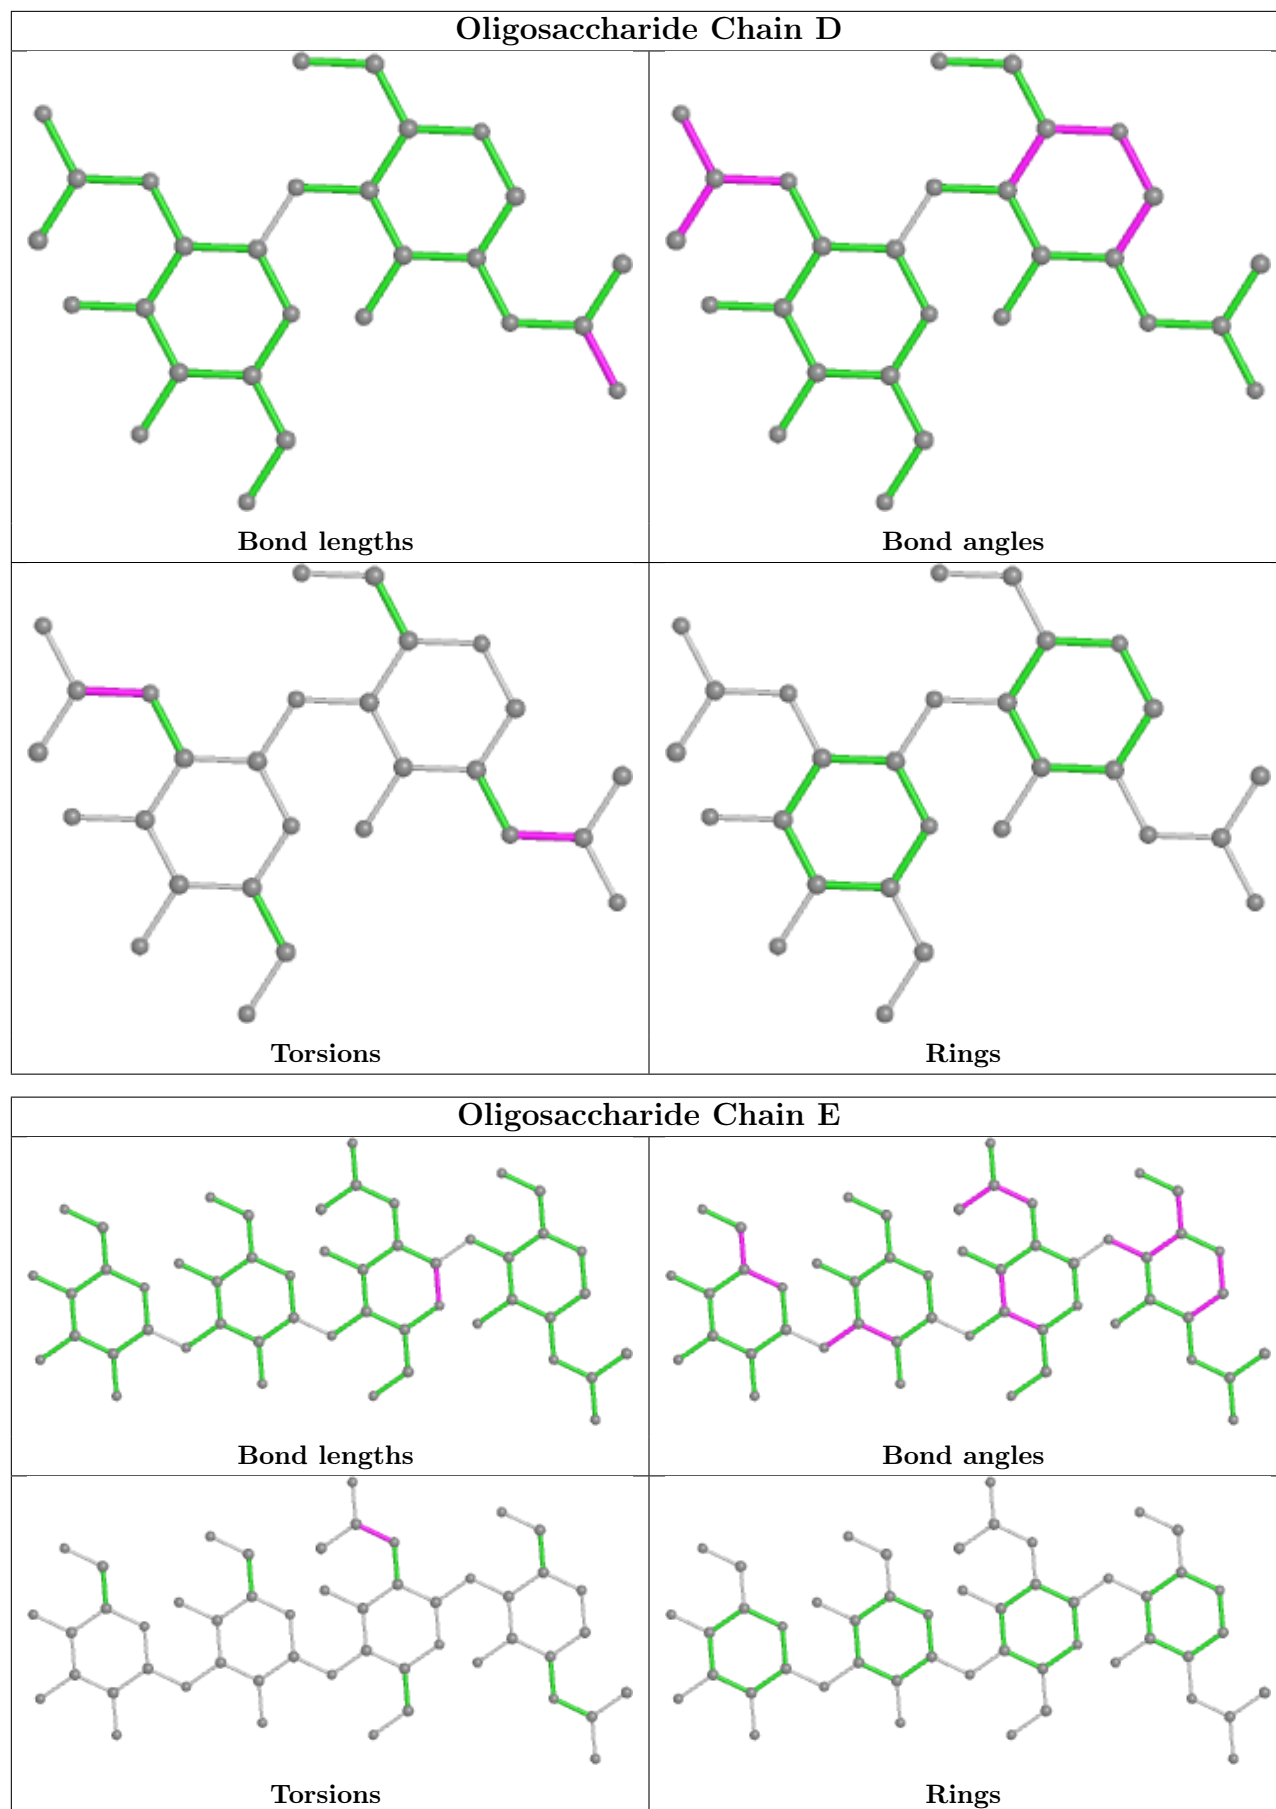 Oligosaccharide Chain D
Bond lengths
Bond angles
Torsions
Rings
Oligosaccharide Chain E
Bond lengths
Bond angles
Torsions
Rings